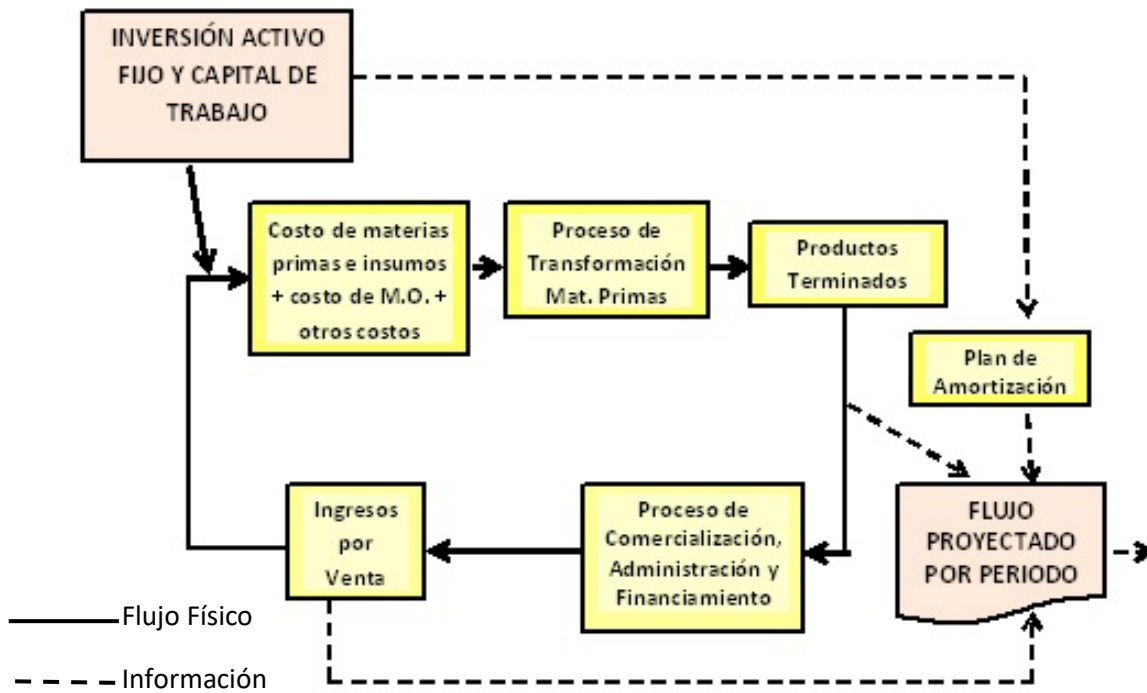 INVERSIÓN ACTIVO
FIJO Y CAPITAL DE
TRABAJO
Costo de materias
primas e insumos
+ costo de M.O. +
otros costos
Proceso de
Transformación
Mat. Primas
Productos
Terminados
Plan de
Amortización
Ingresos
por
Venta
Proceso de
Comercialización,
Administración y
Financiamiento
FLUJO
PROYECTADO
POR PERIODO
Flujo Físico
Información